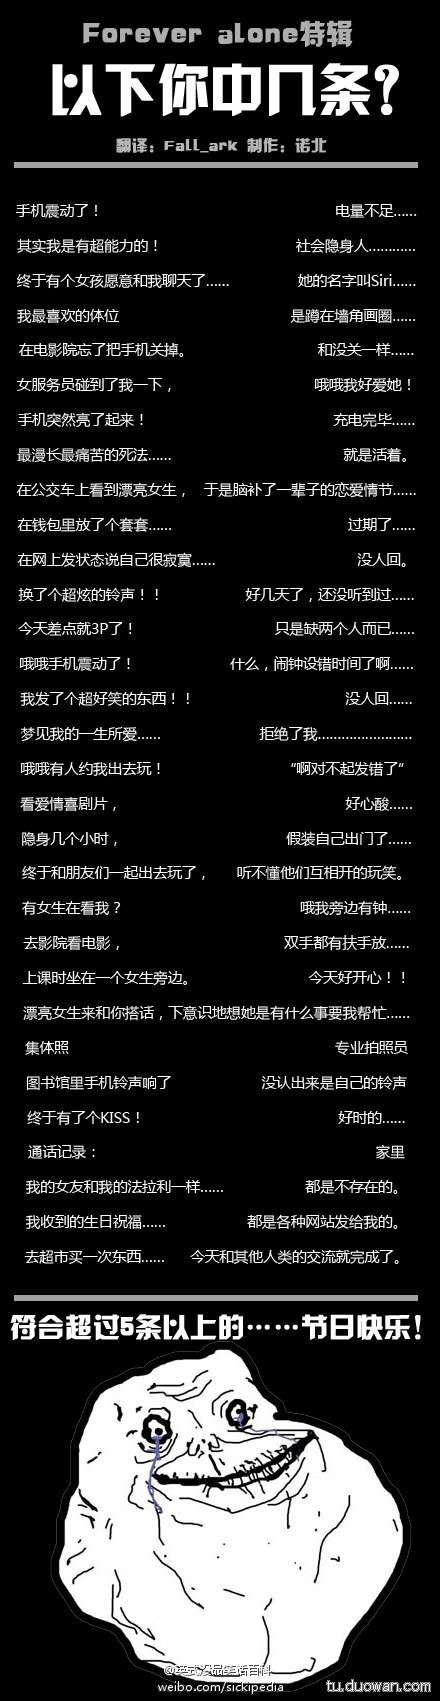 Forever alone特辑
以下你中几条?
翻译：Fall_ark 制作：诺北
手机震动了！ 电量不足……
其实我是有超能力的！ 社会隐身人…………
终于有个女孩愿意和我聊天了…… 她的名字叫Siri……
我最喜欢的体位 是蹲在墙角画圈……
在电影院忘了把手机关掉。 和没关一样……
女服务员碰到了我一下， 哦哦我好爱她！
手机突然亮了起来！ 充电完毕……
最漫长最痛苦的死法…… 就是活着。
在公交车上看到漂亮女生， 于是脑补了一辈子的恋爱情节……
在钱包里放了个套套…… 过期了……
在网上发状态说自己很寂寞…… 没人回。
换了个超炫的铃声！！ 好几天了，还没听到过……
今天差点就3P了！ 只是缺两个人而已……
哦哦手机震动了！ 什么，闹钟设错时间了啊……
我发了个超好笑的东西！！ 没人回……
梦见我的一生所爱…… 拒绝了我……………………
哦哦有人约我出去玩！ “啊对不起发错了”
看爱情喜剧片， 好心酸……
隐身几个小时， 假装自己出门了……
终于和朋友们一起出去玩了， 听不懂他们互相开的玩笑。
有女生在看我？ 哦我旁边有钟……
去影院看电影， 双手都有扶手放……
上课时坐在一个女生旁边。 今天好开心！！
漂亮女生来和你搭话，下意识地想她是有什么事要我帮忙……
集体照 专业拍照员
图书馆里手机铃声响了 没认出来是自己的铃声
终于有了个KISS！ 好时的……
通话记录： 家里
我的女友和我的法拉利一样…… 都是不存在的。
我收到的生日祝福…… 都是各种网站发给我的。
去超市买一次东西…… 今天和其他人类的交流就完成了。
符合超过5条以上的……节日快乐!
@英式没品笑话百科
weibo.com/sickipedia
tu.duowan.com